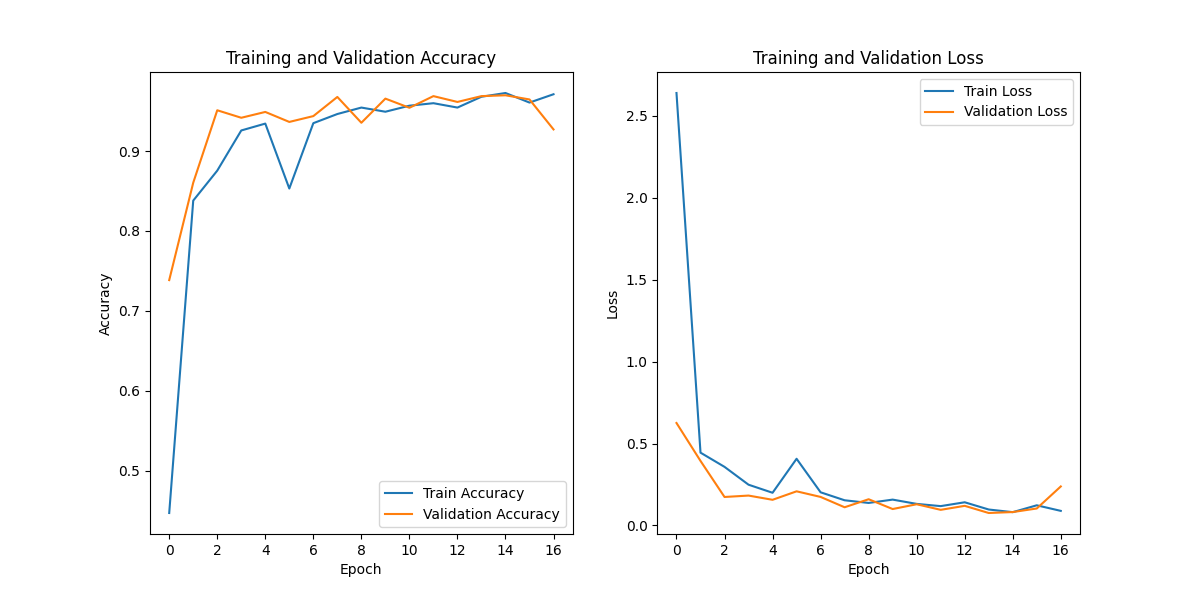 Training and Validation Accuracy
Accuracy
0.9
0.8
0.7
0.6
0.5
Train Accuracy
Validation Accuracy
0 2 4 6 8 10 12 14 16
Epoch
Training and Validation Loss
Loss
2.5
2.0
1.5
1.0
0.5
0.0
Train Loss
Validation Loss
0 2 4 6 8 10 12 14 16
Epoch